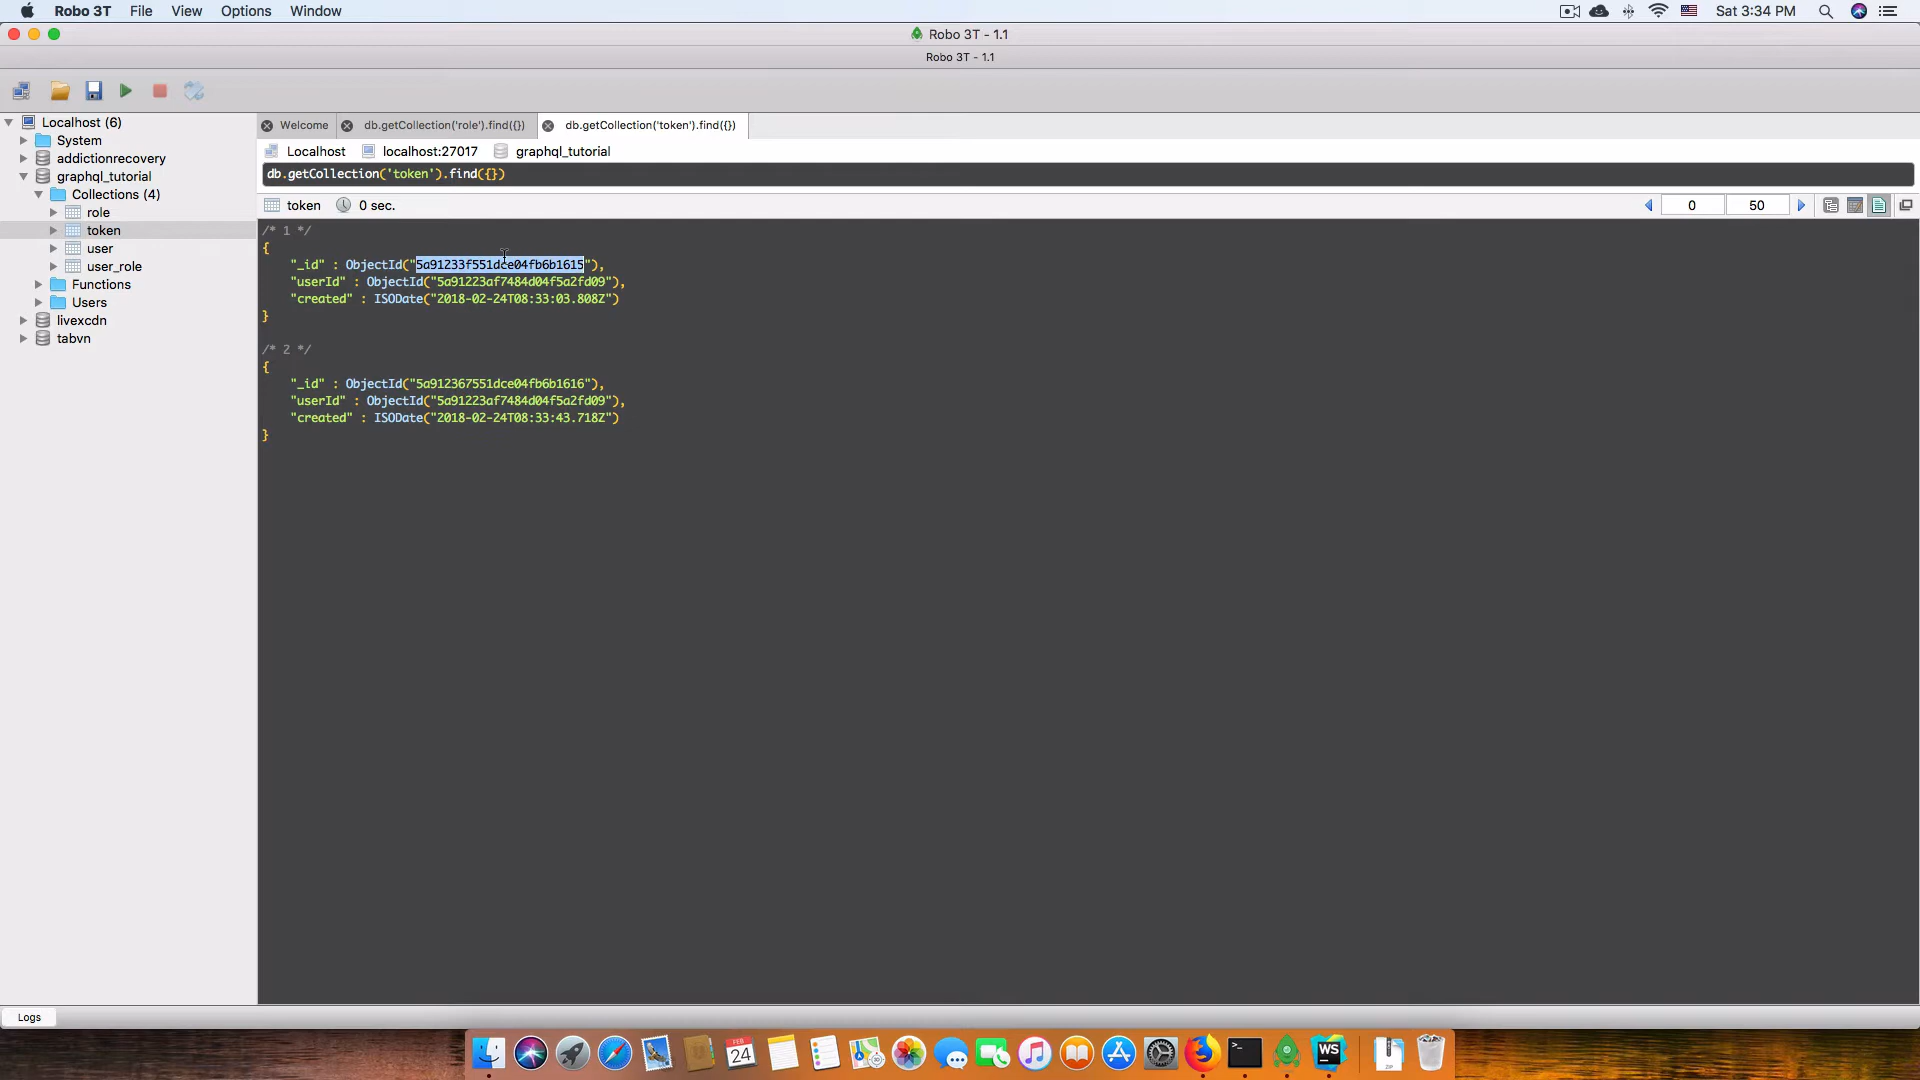 Robo 3T File View Options Window Sat 3:34 PM
Robo 3T - 1.1
Robo 3T - 1.1
Localhost (6)
System
addictionrecovery
graphql_tutorial
Collections (4)
role
token
user
user_role
Functions
Users
livexcdn
tabvn
Welcome db.getCollection('role').find({}) db.getCollection('token').find({})
Localhost localhost:27017 graphql_tutorial
db.getCollection('token').find({})
token 0 sec. 0 50
/* 1 */
{
"_id" : ObjectId("5a91233f551dce04fb6b1615"),
"userId" : ObjectId("5a91223af7484d04f5a2fd09"),
"created" : ISODate("2018-02-24T08:33:03.808Z")
}
/* 2 */
{
"_id" : ObjectId("5a912367551dce04fb6b1616"),
"userId" : ObjectId("5a91223af7484d04f5a2fd09"),
"created" : ISODate("2018-02-24T08:33:43.718Z")
}
Logs
FEB
24
>_
WS
ZIP